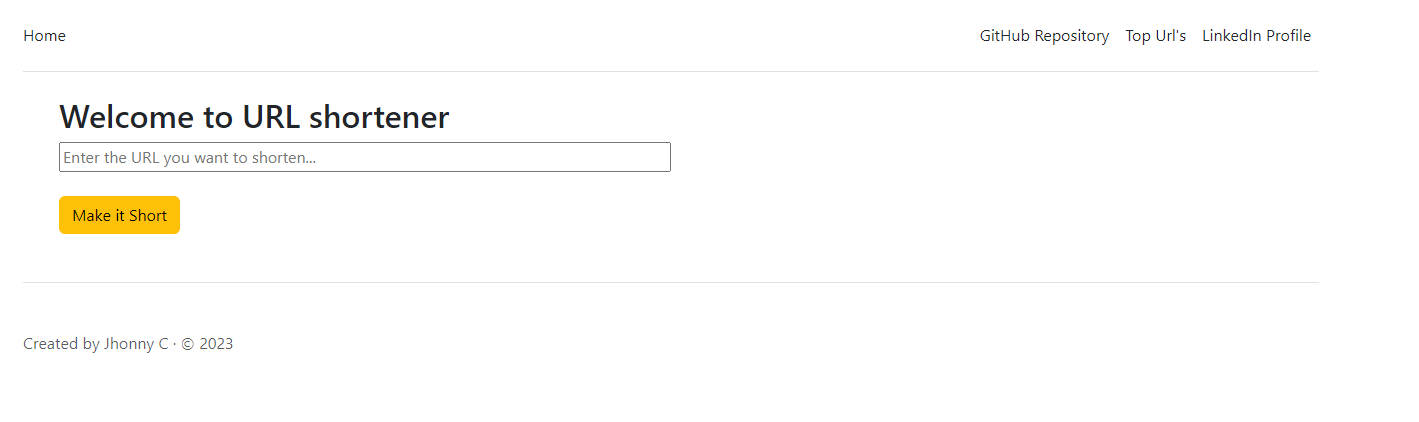 Home GitHub Repository Top Url's LinkedIn Profile
Welcome to URL shortener
Enter the URL you want to shorten...
Make it Short
Created by Jhonny C · © 2023